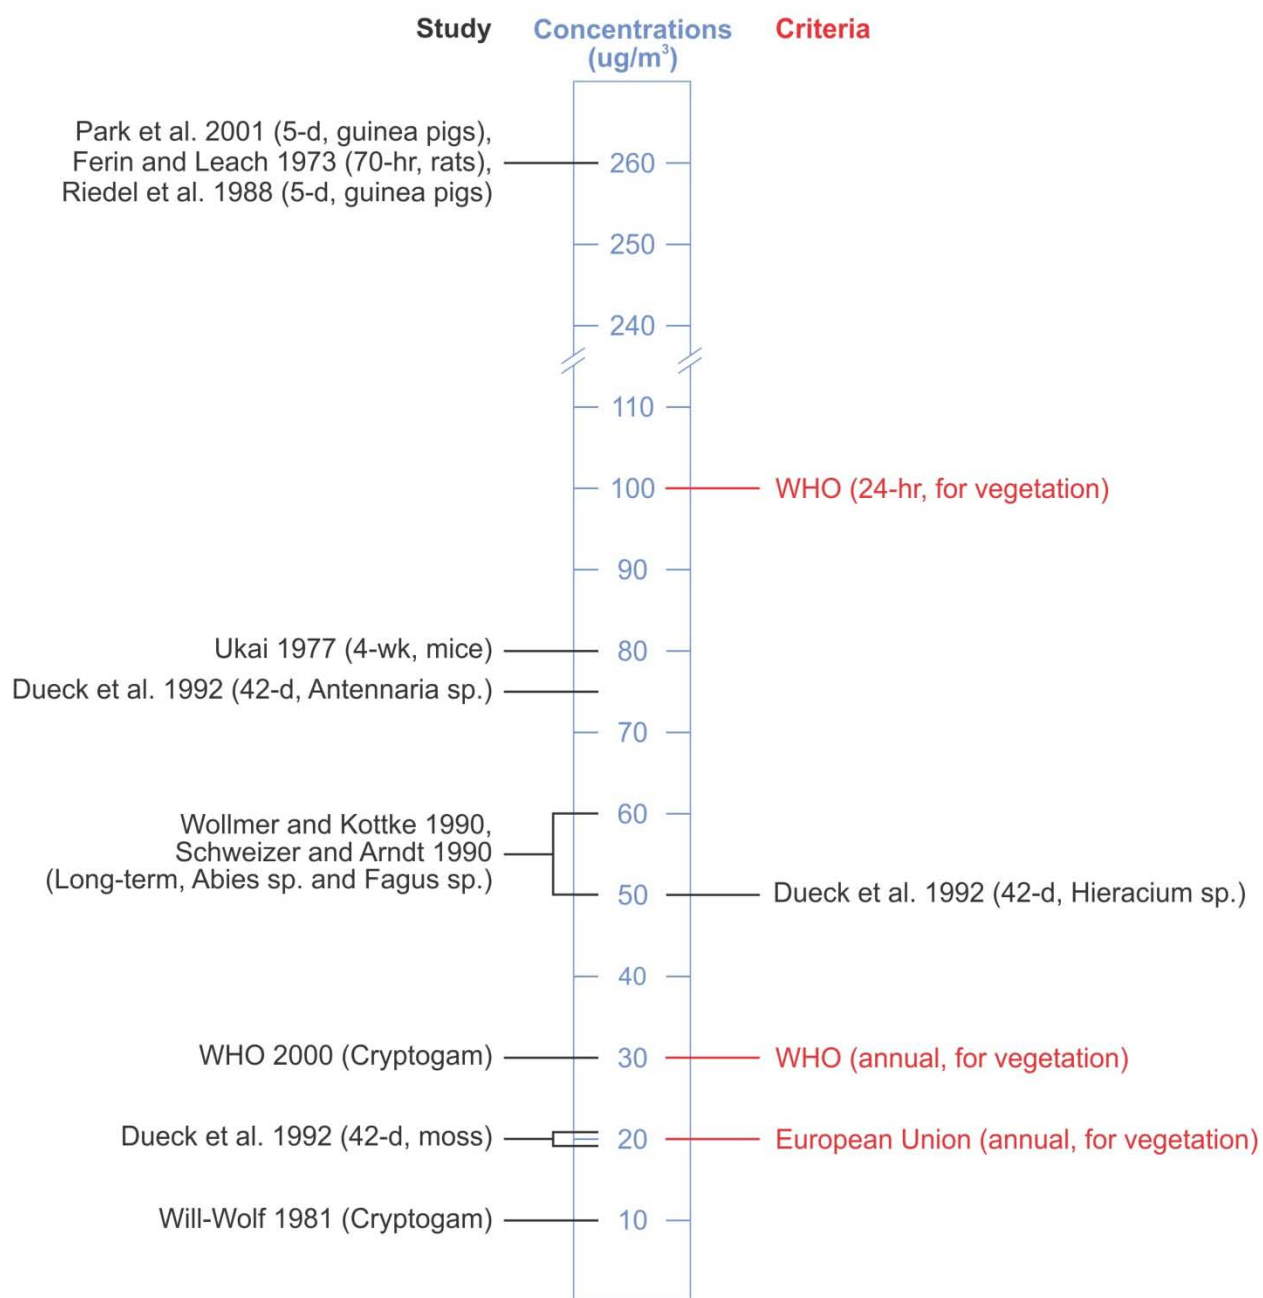 Study Concentrations Criteria
(ug/m³)
Park et al. 2001 (5-d, guinea pigs),
Ferin and Leach 1973 (70-hr, rats),
Riedel et al. 1988 (5-d, guinea pigs)
260
250
240
110
100 WHO (24-hr, for vegetation)
90
Ukai 1977 (4-wk, mice) 80
Dueck et al. 1992 (42-d, Antennaria sp.)
70
60
Wollmer and Kottke 1990,
Schweizer and Arndt 1990
(Long-term, Abies sp. and Fagus sp.)
50 Dueck et al. 1992 (42-d, Hieracium sp.)
40
WHO 2000 (Cryptogam) 30 WHO (annual, for vegetation)
Dueck et al. 1992 (42-d, moss) 20 European Union (annual, for vegetation)
Will-Wolf 1981 (Cryptogam) 10